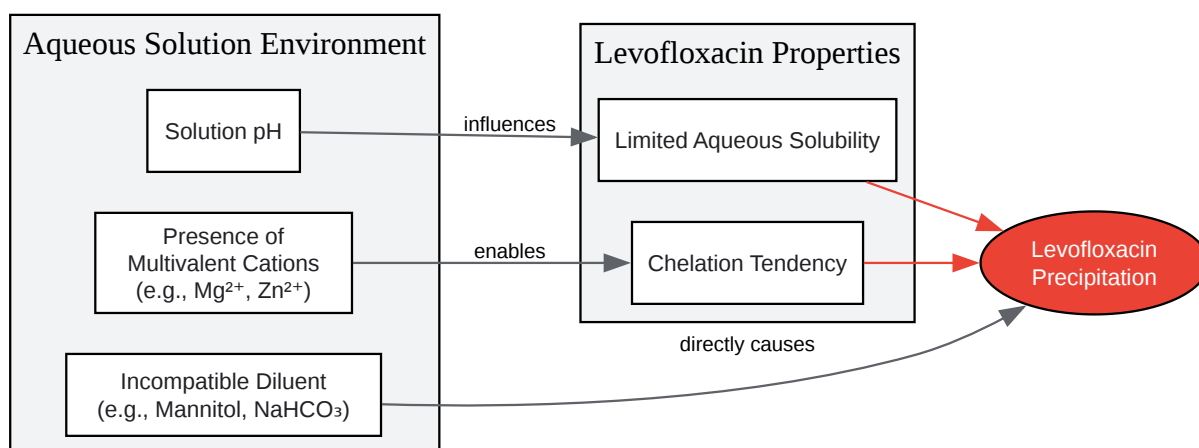 Aqueous Solution Environment
Solution pH
Presence of
Multivalent Cations
(e.g., Mg²⁺, Zn²⁺)
Incompatible Diluent
(e.g., Mannitol, NaHCO₃)
influences
enables
directly causes
Levofloxacin Properties
Limited Aqueous Solubility
Chelation Tendency
Levofloxacin
Precipitation